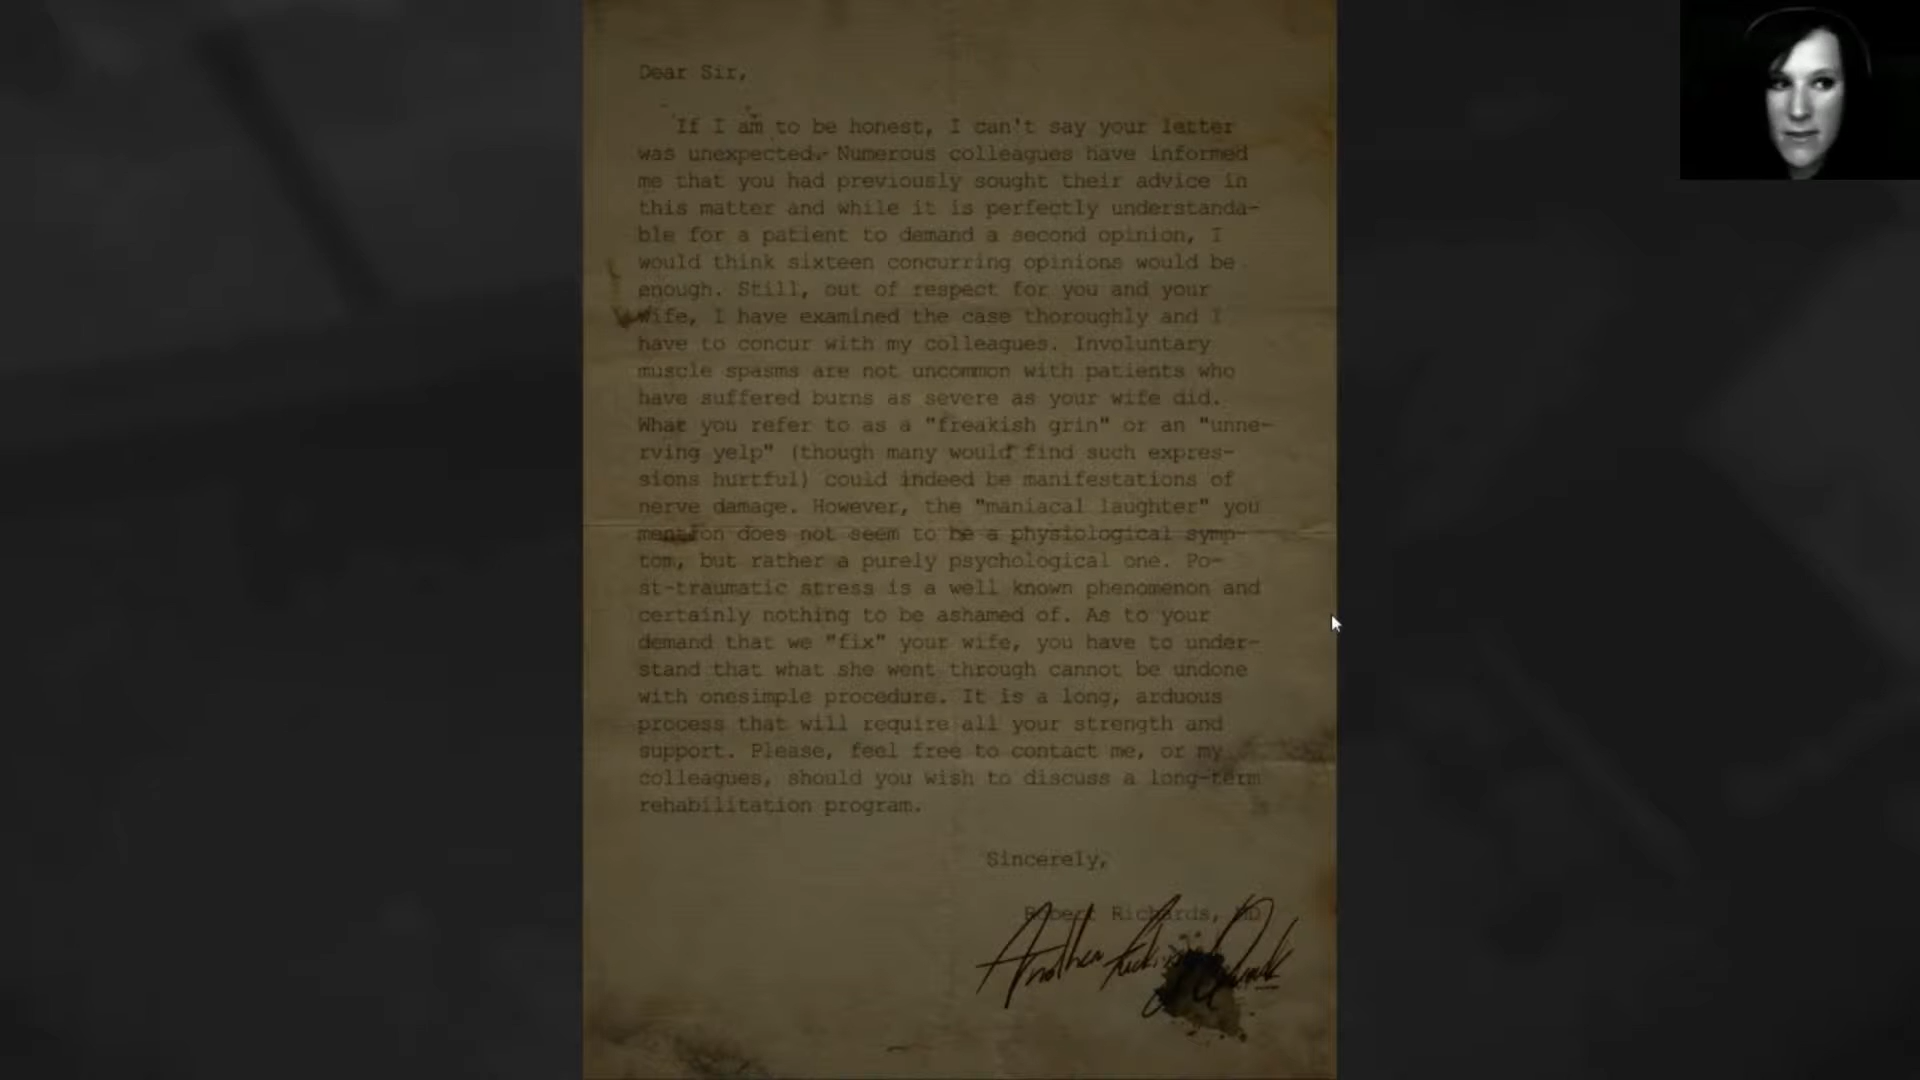 Dear Sir,
If I am to be honest, I can't say your letter
was unexpected. Numerous colleagues have informed
me that you had previously sought their advice in
this matter and while it is perfectly understanda-
ble for a patient to demand a second opinion, I
would think sixteen concurring opinions would be
enough. Still, out of respect for you and your
wife, I have examined the case thoroughly and I
have to concur with my colleagues. Involuntary
muscle spasms are not uncommon with patients who
have suffered burns as severe as your wife did.
What you refer to as a "freakish grin" or an "unne-
rving yelp" (though many would find such expres-
sions hurtful) could indeed be manifestations of
nerve damage. However, the "maniacal laughter" you
mention does not seem to be a physiological symp-
tom, but rather a purely psychological one. Po-
st-traumatic stress is a well known phenomenon and
certainly nothing to be ashamed of. As to your
demand that we "fix" your wife, you have to under-
stand that what she went through cannot be undone
with onesimple procedure. It is a long, arduous
process that will require all your strength and
support. Please, feel free to contact me, or my
colleagues, should you wish to discuss a long-term
rehabilitation program.
Sincerely,
Robert Richards, MD
Another